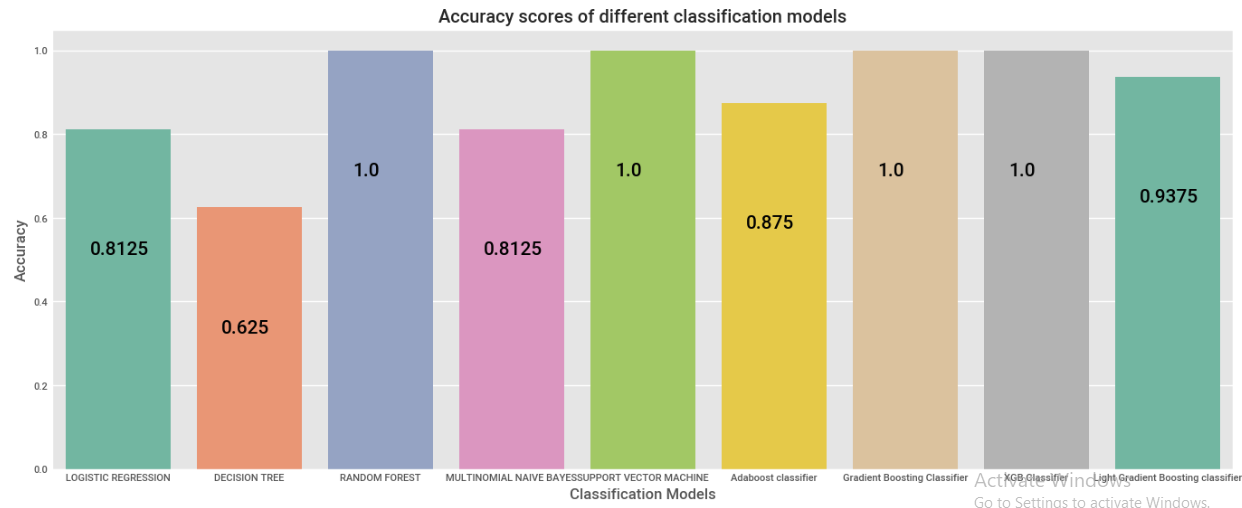 Accuracy scores of different classification models
1.0
0.8
0.6
0.4
0.2
0.0
Accuracy
0.8125
0.625
1.0
0.8125
1.0
0.875
1.0
1.0
0.9375
LOGISTIC REGRESSION
DECISION TREE
RANDOM FOREST
MULTINOMIAL NAIVE BAYES
SUPPORT VECTOR MACHINE
Adaboost classifier
Gradient Boosting Classifier
XGB Classifier
Light Gradient Boosting classifier
Classification Models
Activate Windows
Go to Settings to activate Windows.